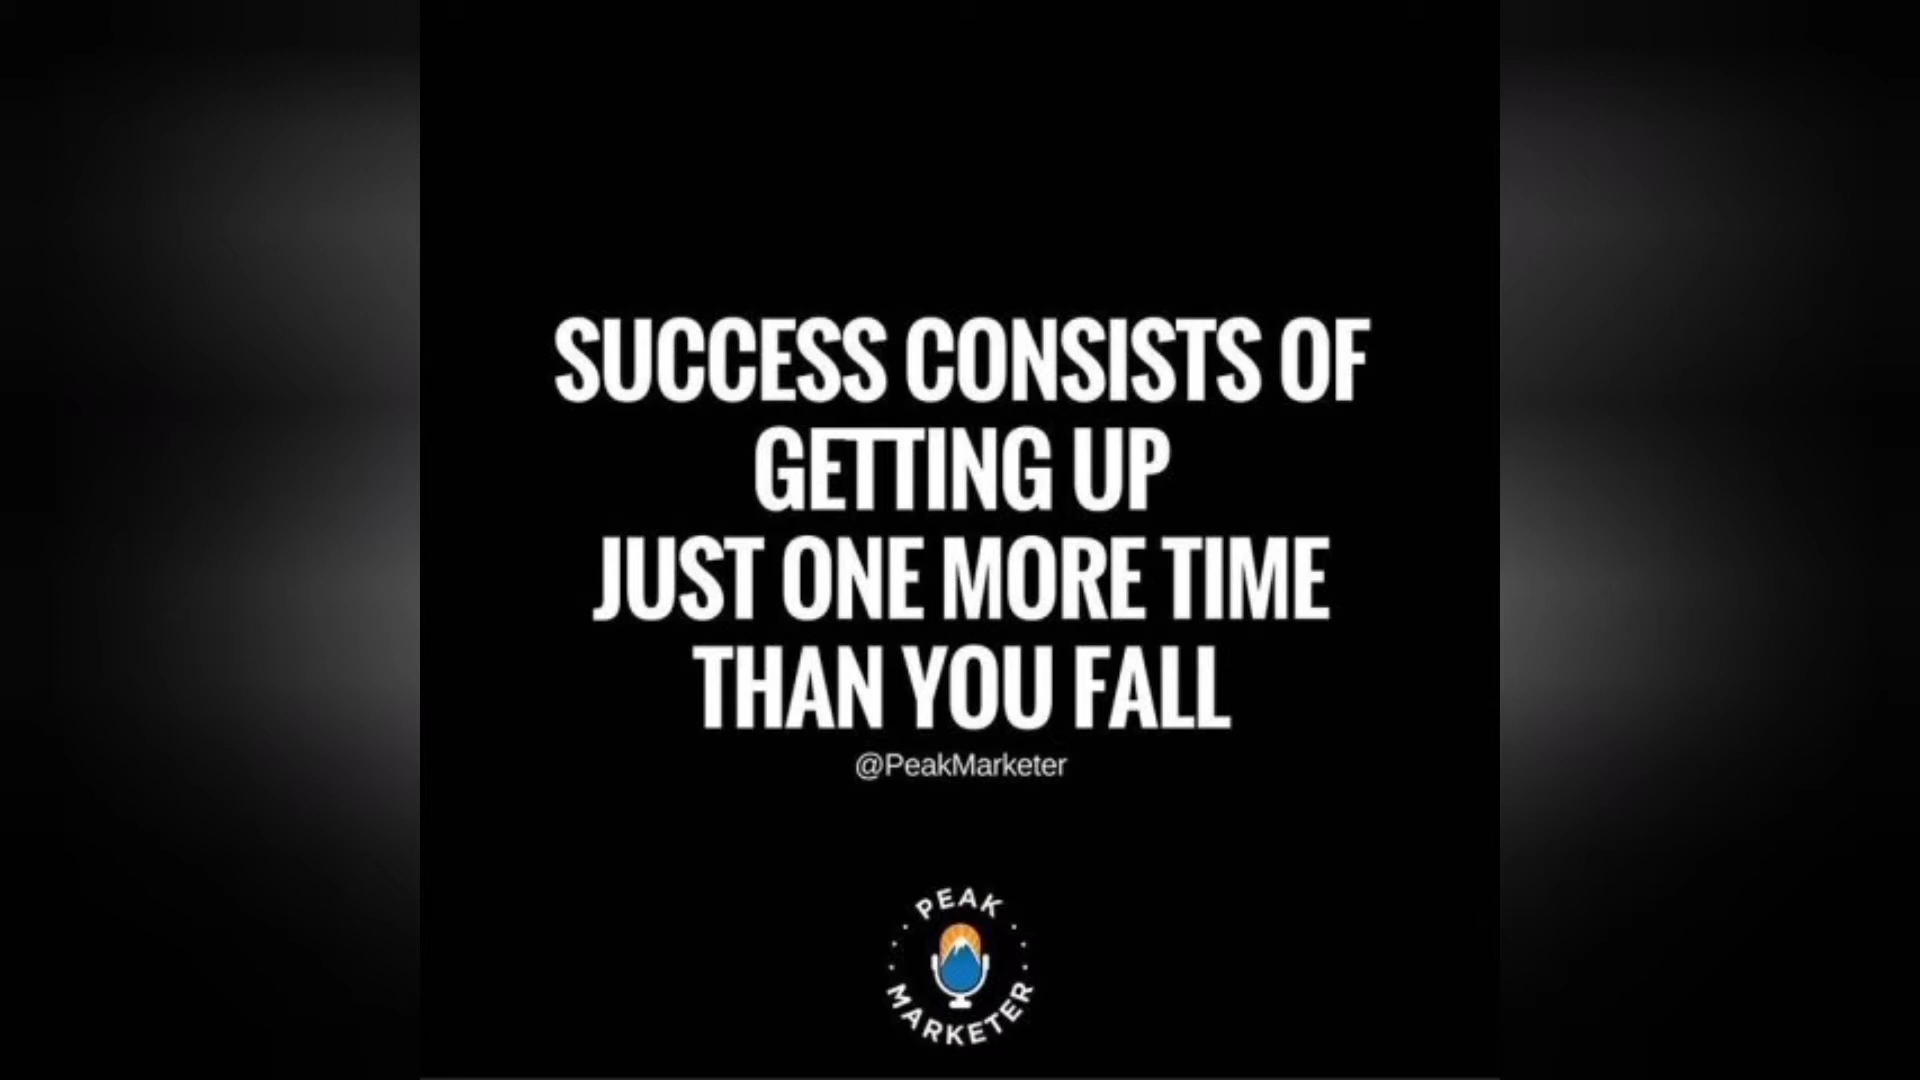 SUCCESS CONSISTS OF
GETTING UP
JUST ONE MORE TIME
THAN YOU FALL
@PeakMarketer
PEAK
MARKETER